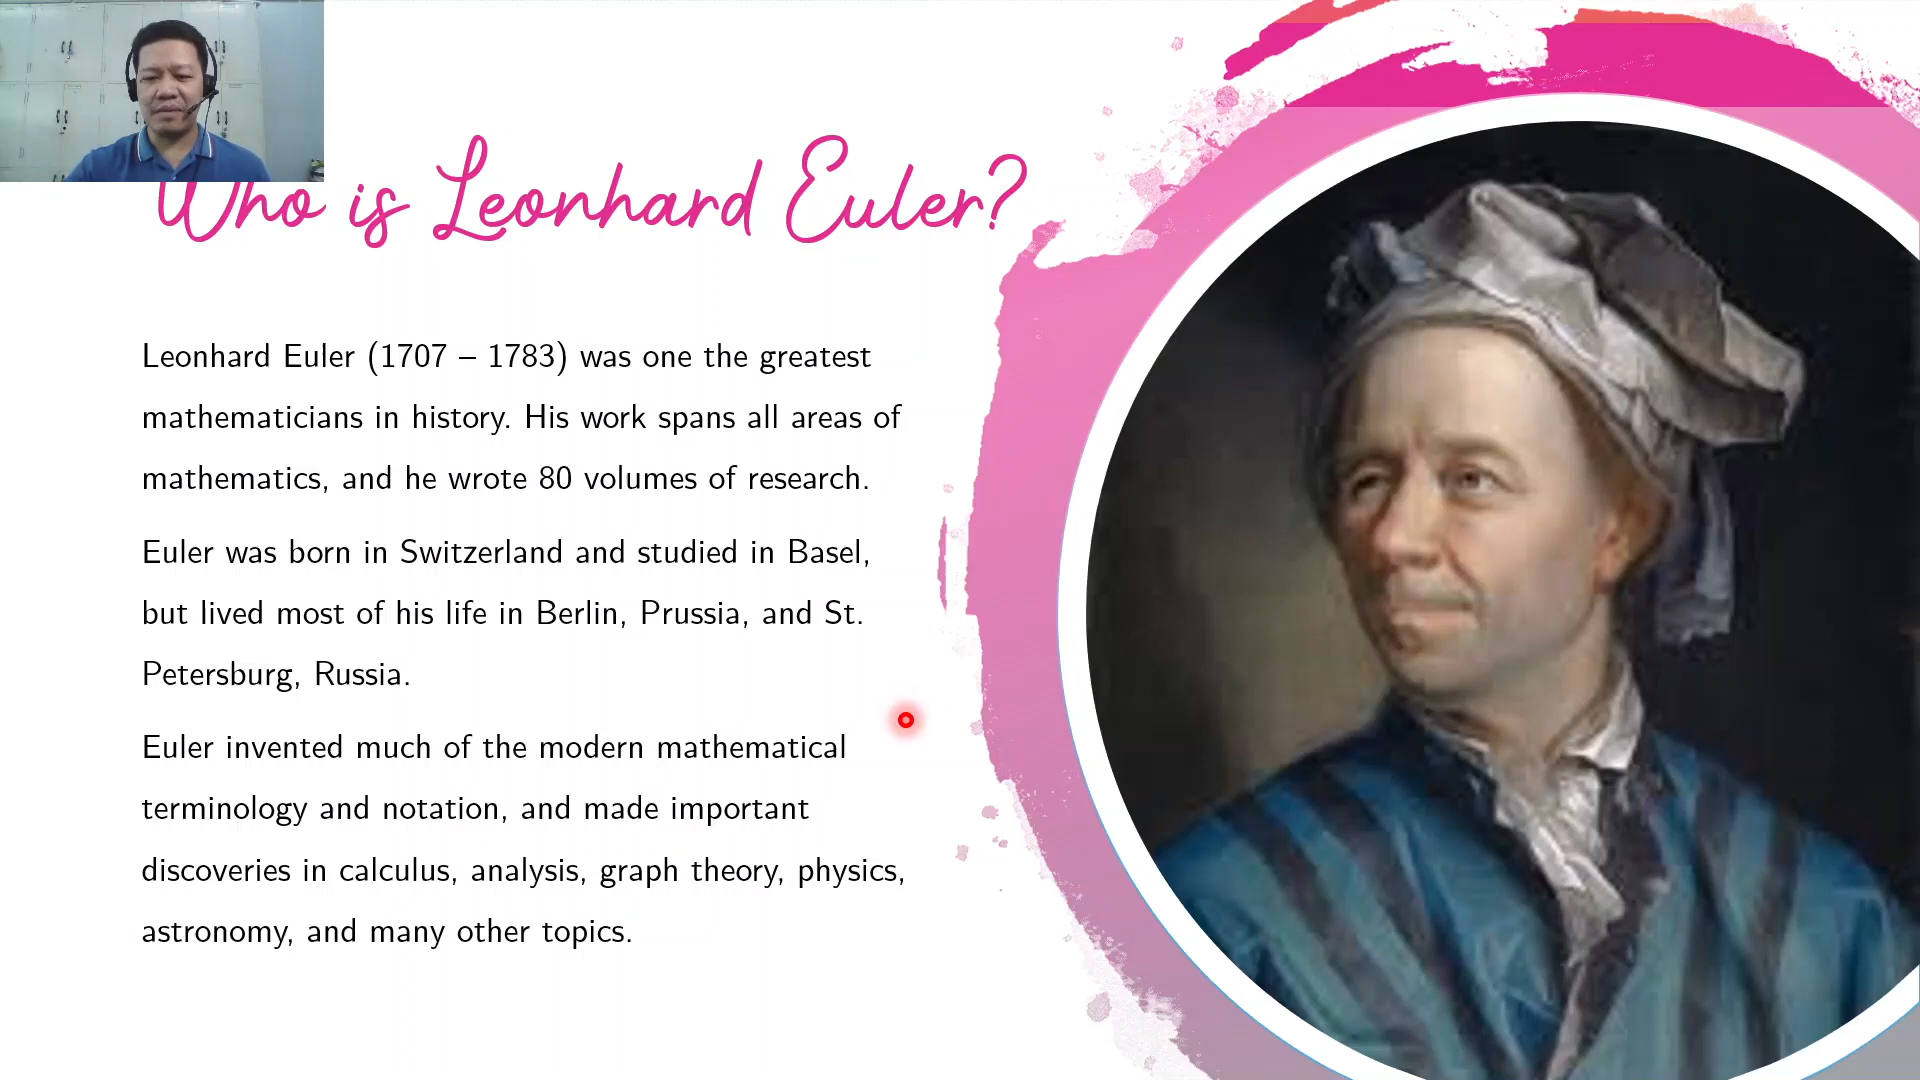 Who is Leonhard Euler?
Leonhard Euler (1707 – 1783) was one the greatest
mathematicians in history. His work spans all areas of
mathematics, and he wrote 80 volumes of research.
Euler was born in Switzerland and studied in Basel,
but lived most of his life in Berlin, Prussia, and St.
Petersburg, Russia.
Euler invented much of the modern mathematical
terminology and notation, and made important
discoveries in calculus, analysis, graph theory, physics,
astronomy, and many other topics.